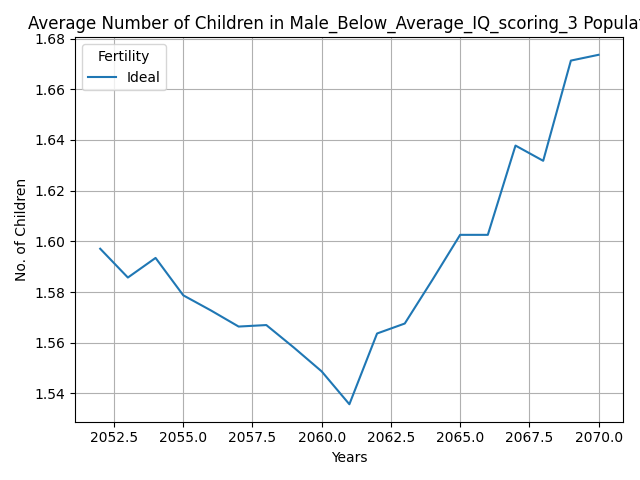 Average Number of Children in Male_Below_Average_IQ_scoring_3
1.68
1.66
1.64
1.62
1.60
1.58
1.56
1.54
No. of Children
Fertility
Ideal
2052.5 2055.0 2057.5 2060.0 2062.5 2065.0 2067.5 2070.0
Years